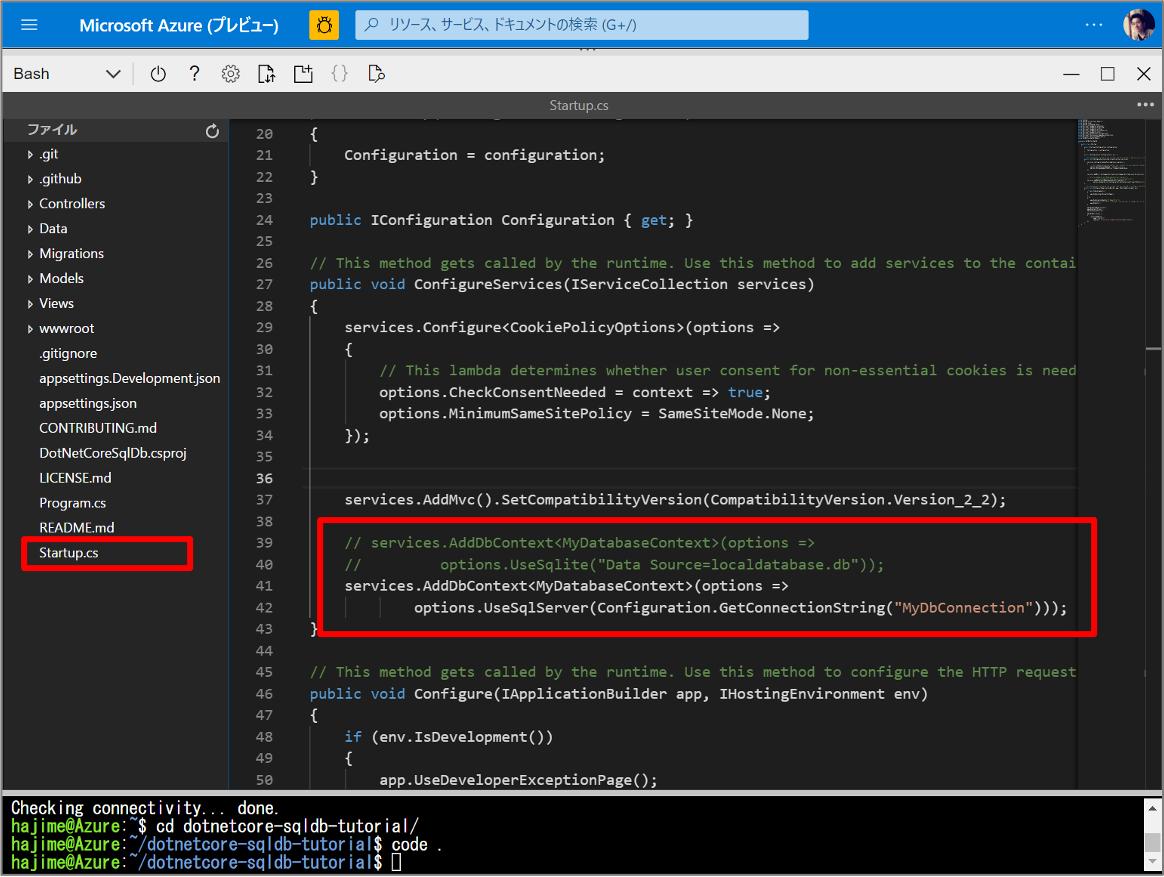 Microsoft Azure (プレビュー)
リソース、サービス、ドキュメントの検索 (G+/)
Bash
Startup.cs
ファイル
.git
.github
Controllers
Data
Migrations
Models
Views
wwwroot
.gitignore
appsettings.Development.json
appsettings.json
CONTRIBUTING.md
DotNetCoreSqlDb.csproj
LICENSE.md
Program.cs
README.md
Startup.cs
20 {
21 Configuration = configuration;
22 }
23
24 public IConfiguration Configuration { get; }
25
26 // This method gets called by the runtime. Use this method to add services to the contai
27 public void ConfigureServices(IServiceCollection services)
28 {
29 services.Configure<CookiePolicyOptions>(options =>
30 {
31 // This lambda determines whether user consent for non-essential cookies is need
32 options.CheckConsentNeeded = context => true;
33 options.MinimumSameSitePolicy = SameSiteMode.None;
34 });
35
36
37 services.AddMvc().SetCompatibilityVersion(CompatibilityVersion.Version_2_2);
38
39 // services.AddDbContext<MyDatabaseContext>(options =>
40 // options.UseSqlite("Data Source=localdatabase.db"));
41 services.AddDbContext<MyDatabaseContext>(options =>
42 options.UseSqlServer(Configuration.GetConnectionString("MyDbConnection")));
43 }
44
45 // This method gets called by the runtime. Use this method to configure the HTTP request
46 public void Configure(IApplicationBuilder app, IHostingEnvironment env)
47 {
48 if (env.IsDevelopment())
49 {
50 app.UseDeveloperExceptionPage();
Checking connectivity... done.
hajime@Azure:~$ cd dotnetcore-sqldb-tutorial/
hajime@Azure:~/dotnetcore-sqldb-tutorial$ code .
hajime@Azure:~/dotnetcore-sqldb-tutorial$